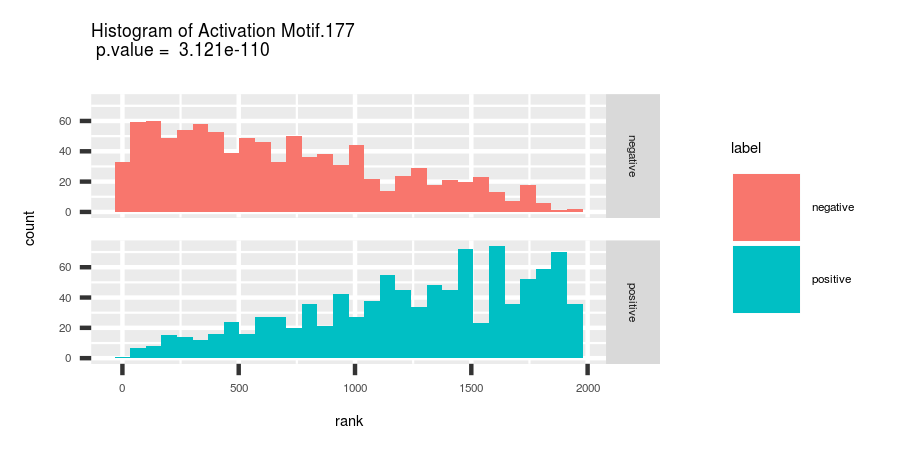 Histogram of Activation Motif.177
p.value =  3.121e-110
count
60
40
20
0
negative
60
40
20
0
positive
0 500 1000 1500 2000
rank
label
negative
positive